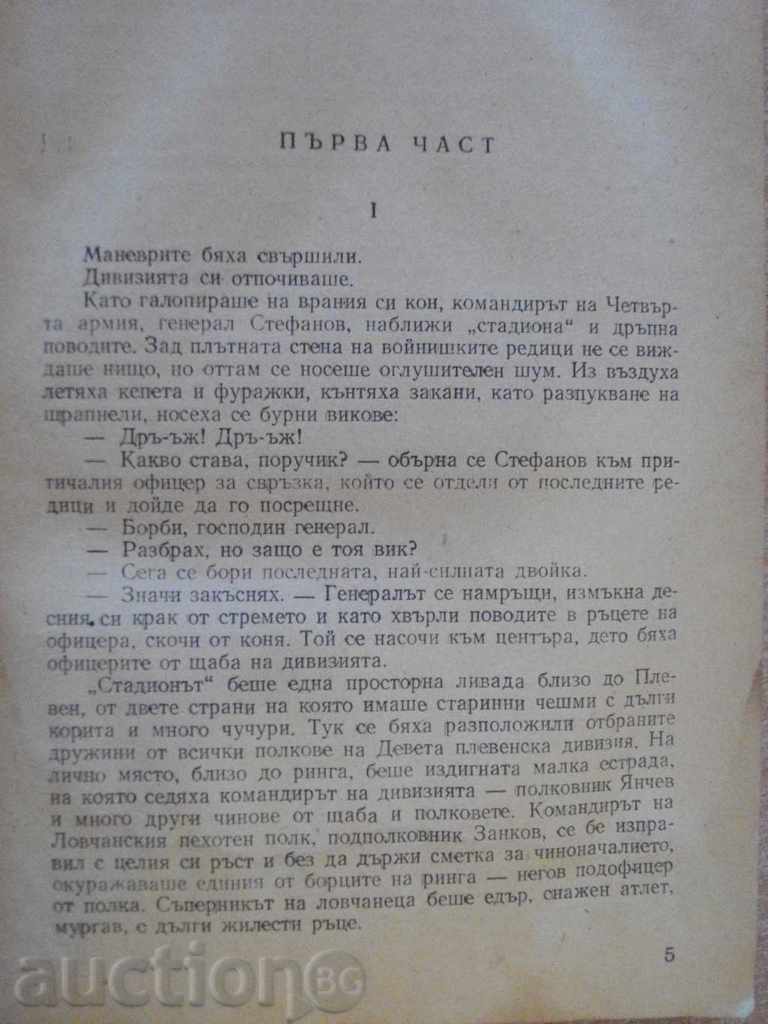 ПЪРВА ЧАСТ
I
Маневрите бяха свършили.
Дивизията си отпочиваше.
Като галопираше на врания си кон, командирът на Четвър-
та армия, генерал Стефанов, наближи „стадиона“ и дръпна
поводите. Зад плътната стена на войнишките редици не се виж-
даше нищо, но оттам се носеше оглушителен шум. Из въздуха
летяха кепета и фуражки, кънтяха закани, като разпукване на
шрапнели, носеха се бурни викове:
— Дръ-ъж! Дръ-ъж!
— Какво става, поручик? — обърна се Стефанов към при-
тичалия офицер за свръзка, който се отдели от последните ре-
дици и дойде да го посрещне.
— Борби, господин генерал.
— Разбрах, но защо е тоя вик?
— Сега се бори последната, най-силната двойка.
— Значи закъснях. — Генералът се намръщи, измъкна де-
сния си крак от стремето и като хвърли поводите в ръцете на
офицера, скочи от коня. Той се насочи към центъра, дето бяха
офицерите от щаба на дивизията.
„Стадионът“ беше една просторна ливада близо до Пле-
вен, от двете страни на която имаше старинни чешми с дълги
корита и много чучури. Тук се бяха разположили отбраните
дружини от всички полкове на Девета плевенска дивизия. На
лично място, близо до ринга, беше издигната малка естрада,
на която седяха командирът на дивизията — полковник Янчев
и много други чинове от щаба и полковете. Командирът на
Ловчанския пехотен полк, подполковник Занков, се бе изпра-
вил с целия си ръст и без да държи сметка за чиноначалието,
окуражаваше единия от борците на ринга — негов подофицер
от полка. Съперникът на ловчанеца беше едър, снажен атлет,
мургав, с дълги жилести ръце.
5
auction BG